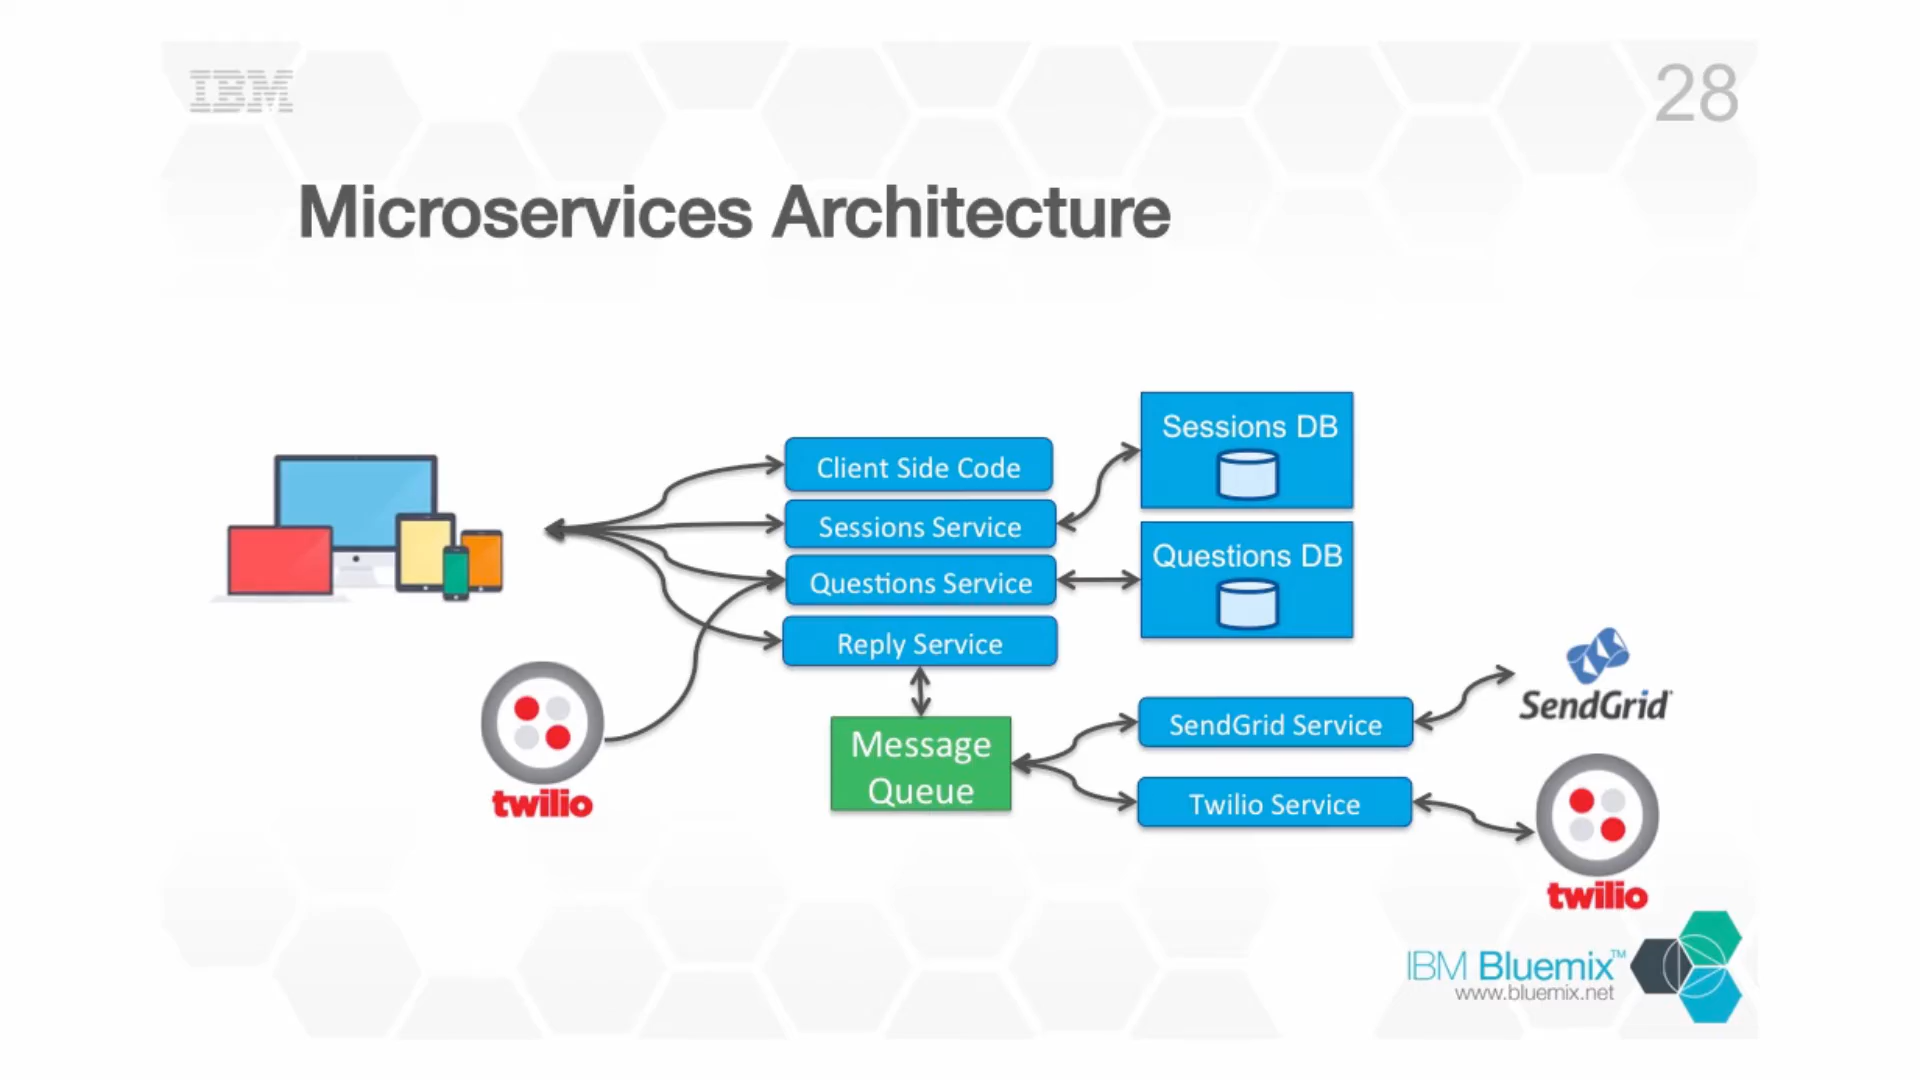 IBM
28
Microservices Architecture
Client Side Code
Sessions Service
Questions Service
Reply Service
Sessions DB
Questions DB
Message
Queue
SendGrid Service
Twilio Service
SendGrid
twilio
twilio
IBM Bluemix™
www.bluemix.net